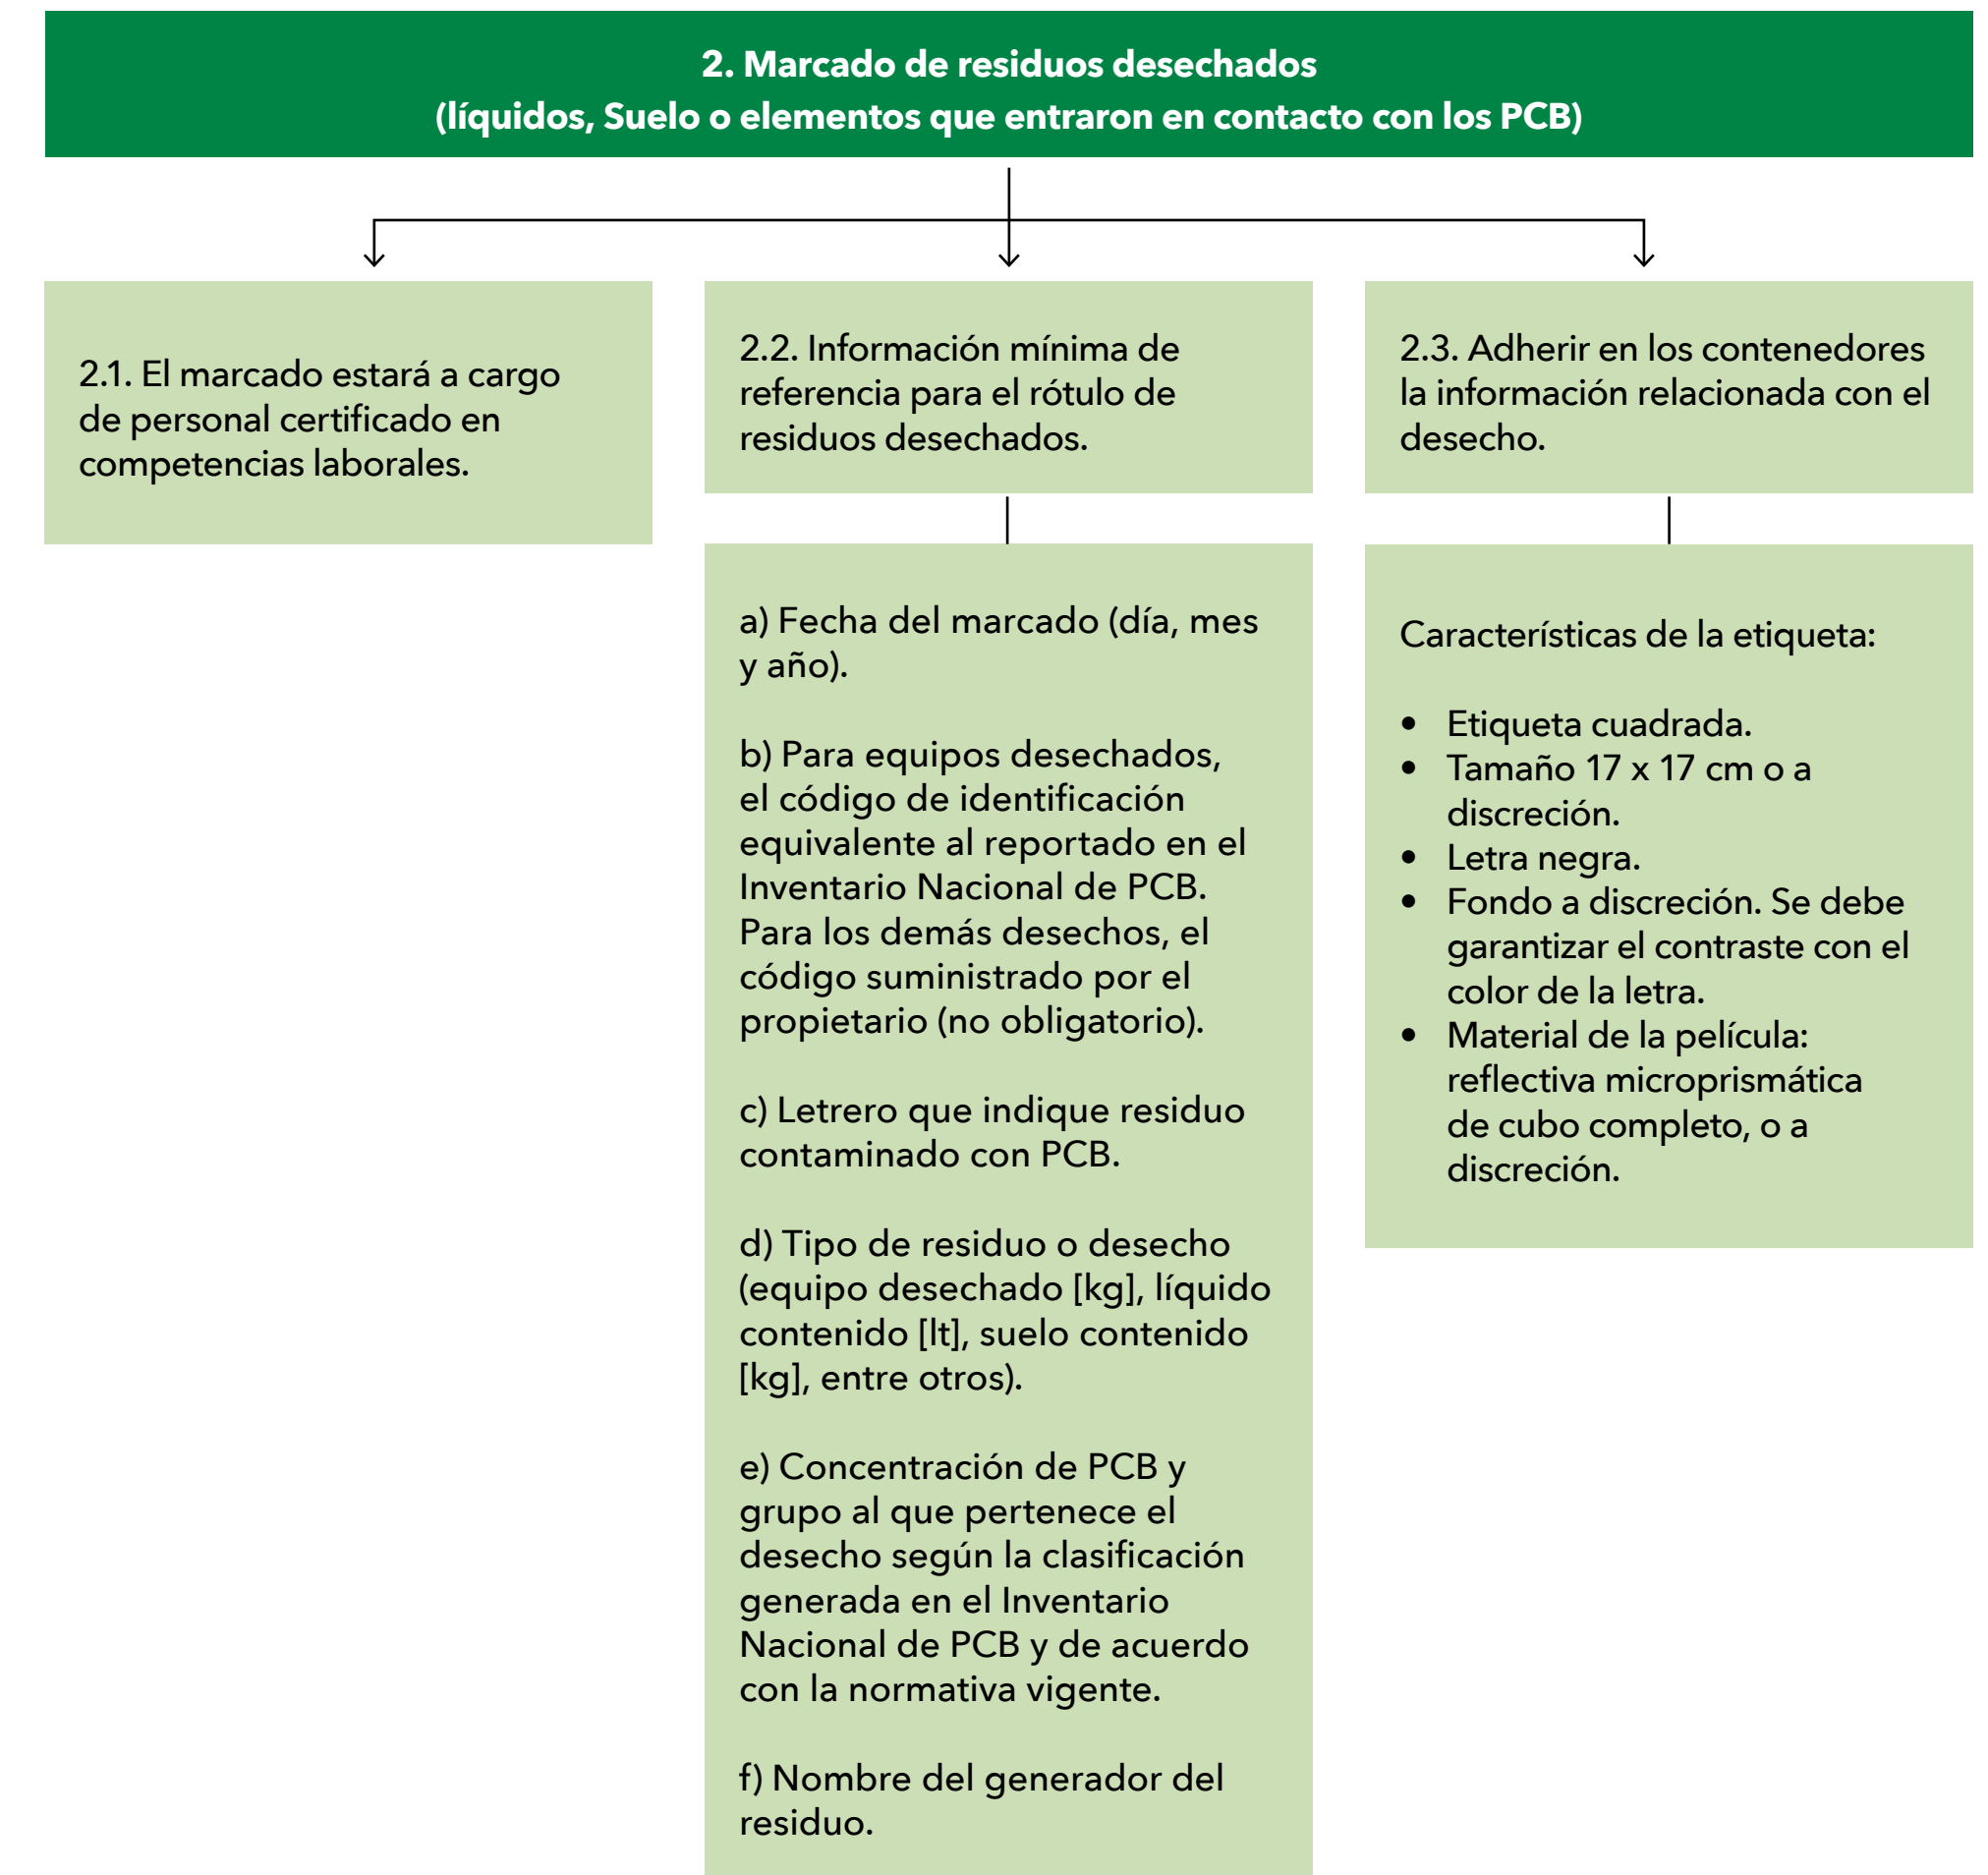 2. Marcado de residuos desechados
(líquidos, Suelo o elementos que entraron en contacto con los PCB)
2.1. El marcado estará a cargo
de personal certificado en
competencias laborales.
2.2. Información mínima de
referencia para el rótulo de
residuos desechados.
a) Fecha del marcado (día, mes
y año).
b) Para equipos desechados,
el código de identificación
equivalente al reportado en el
Inventario Nacional de PCB.
Para los demás desechos, el
código suministrado por el
propietario (no obligatorio).
c) Letrero que indique residuo
contaminado con PCB.
d) Tipo de residuo o desecho
(equipo desechado [kg], líquido
contenido [lt], suelo contenido
[kg], entre otros).
e) Concentración de PCB y
grupo al que pertenece el
desecho según la clasificación
generada en el Inventario
Nacional de PCB y de acuerdo
con la normativa vigente.
f) Nombre del generador del
residuo.
2.3. Adherir en los contenedores
la información relacionada con el
desecho.
Características de la etiqueta:
• Etiqueta cuadrada.
• Tamaño 17 x 17 cm o a
discreción.
• Letra negra.
• Fondo a discreción. Se debe
garantizar el contraste con el
color de la letra.
• Material de la película:
reflectiva microprismática
de cubo completo, o a
discreción.